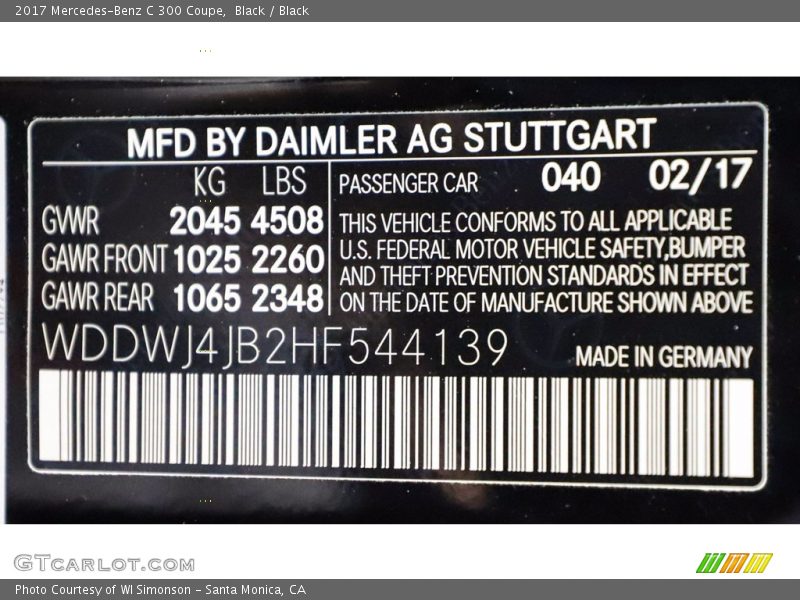 2017 Mercedes-Benz C 300 Coupe, Black / Black
MFD BY DAIMLER AG STUTTGART
KG LBS
GVWR 2045 4508
GAWR FRONT 1025 2260
GAWR REAR 1065 2348
PASSENGER CAR 040 02/17
THIS VEHICLE CONFORMS TO ALL APPLICABLE
U.S. FEDERAL MOTOR VEHICLE SAFETY,BUMPER
AND THEFT PREVENTION STANDARDS IN EFFECT
ON THE DATE OF MANUFACTURE SHOWN ABOVE
WDDWJ4JB2HF544139
MADE IN GERMANY
GTCARLOT.COM
Photo Courtesy of WI Simonson - Santa Monica, CA